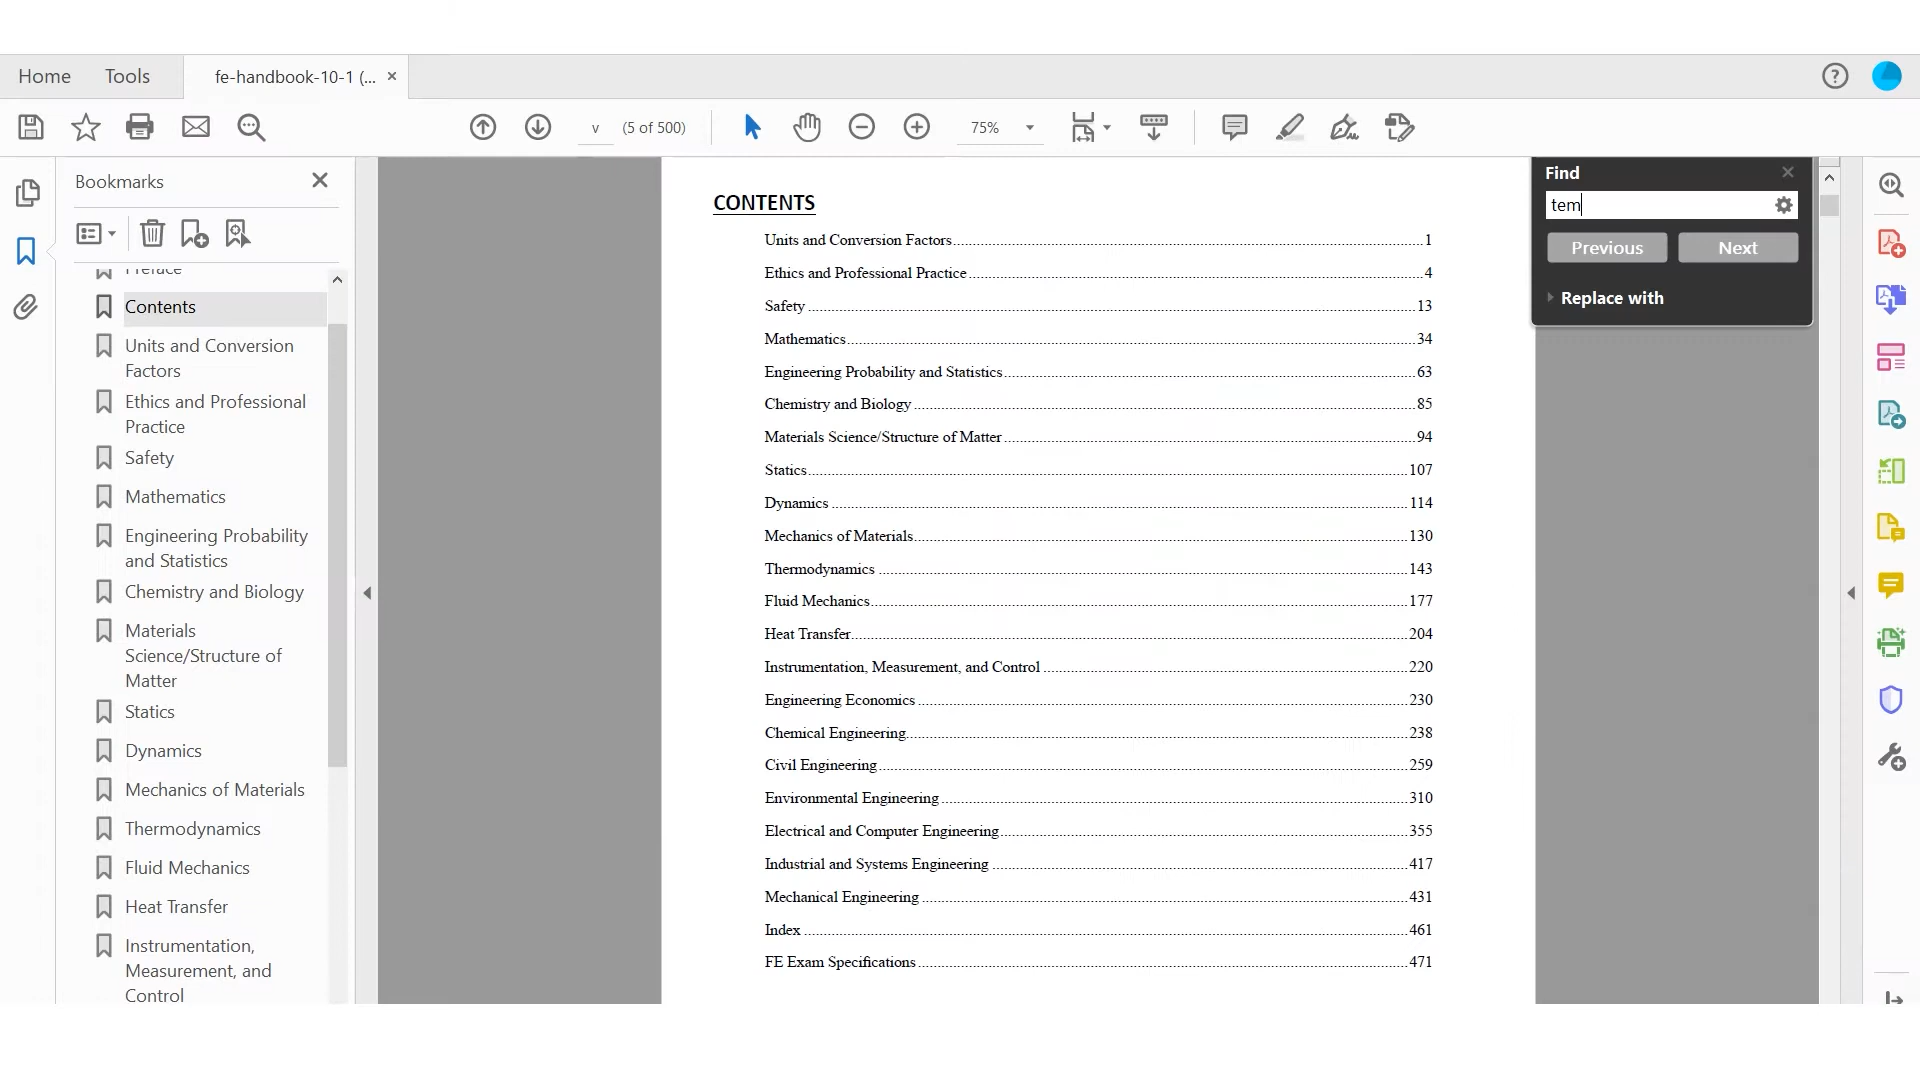 Home Tools fe-handbook-10-1 (... ×
v (5 of 500) 75%
Bookmarks
Preface
Contents
Units and Conversion
Factors
Ethics and Professional
Practice
Safety
Mathematics
Engineering Probability
and Statistics
Chemistry and Biology
Materials
Science/Structure of
Matter
Statics
Dynamics
Mechanics of Materials
Thermodynamics
Fluid Mechanics
Heat Transfer
Instrumentation,
Measurement, and
Control
CONTENTS
Units and Conversion Factors 1
Ethics and Professional Practice 4
Safety 13
Mathematics 34
Engineering Probability and Statistics 63
Chemistry and Biology 85
Materials Science/Structure of Matter 94
Statics 107
Dynamics 114
Mechanics of Materials 130
Thermodynamics 143
Fluid Mechanics 177
Heat Transfer 204
Instrumentation, Measurement, and Control 220
Engineering Economics 230
Chemical Engineering 238
Civil Engineering 259
Environmental Engineering 310
Electrical and Computer Engineering 355
Industrial and Systems Engineering 417
Mechanical Engineering 431
Index 461
FE Exam Specifications 471
Find
tem
Previous Next
Replace with